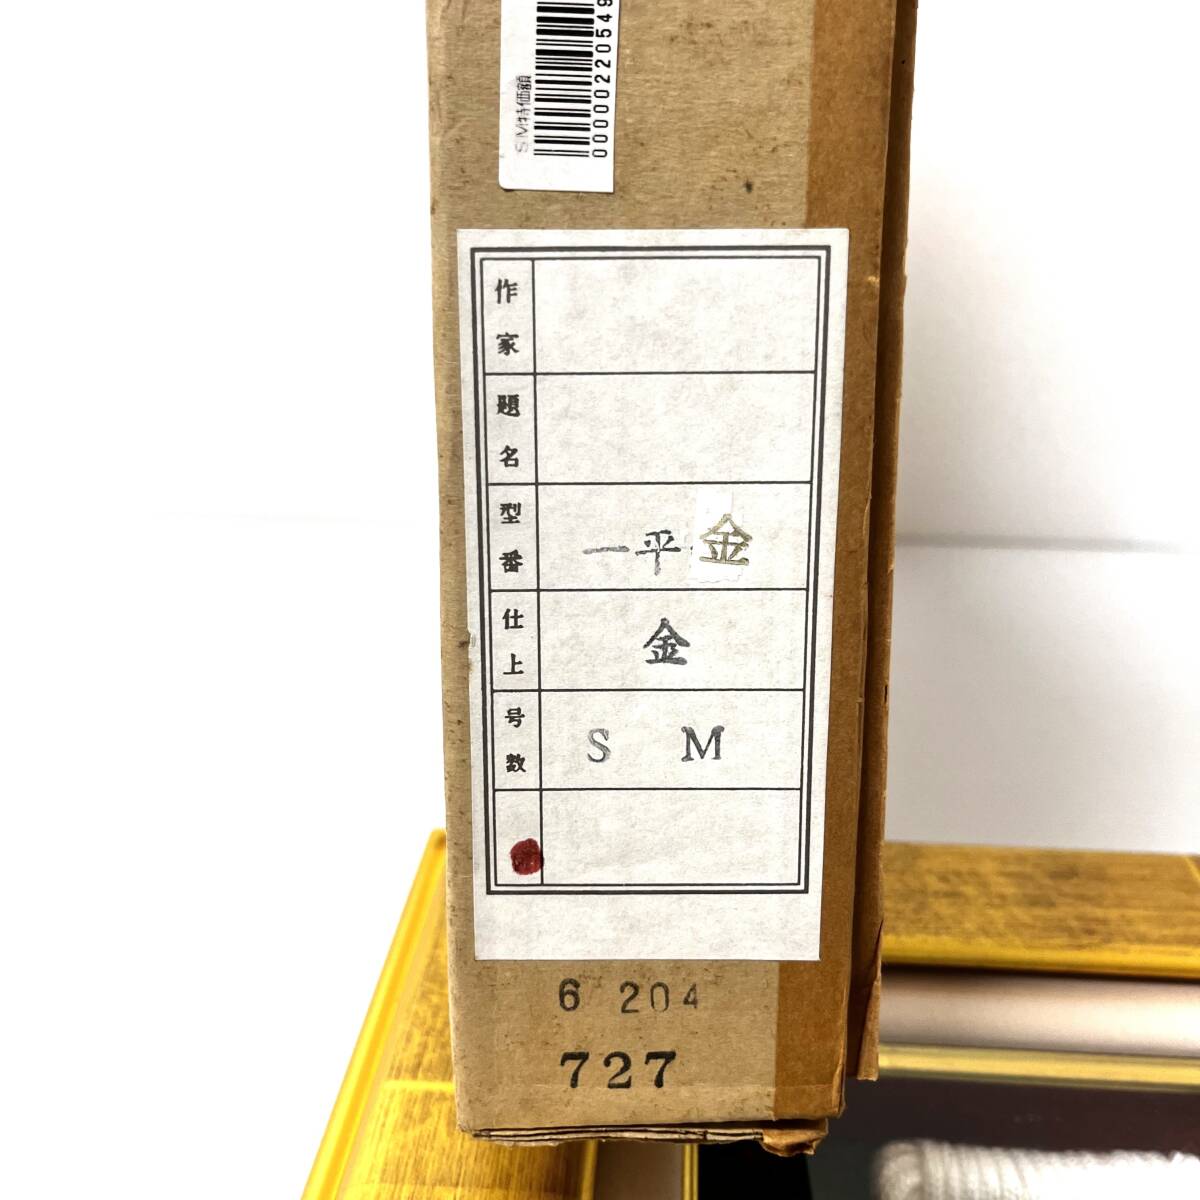 SM特価額
00000220549
作家
題名
型番 一平金
仕上 金
号数 S M
6 204
727